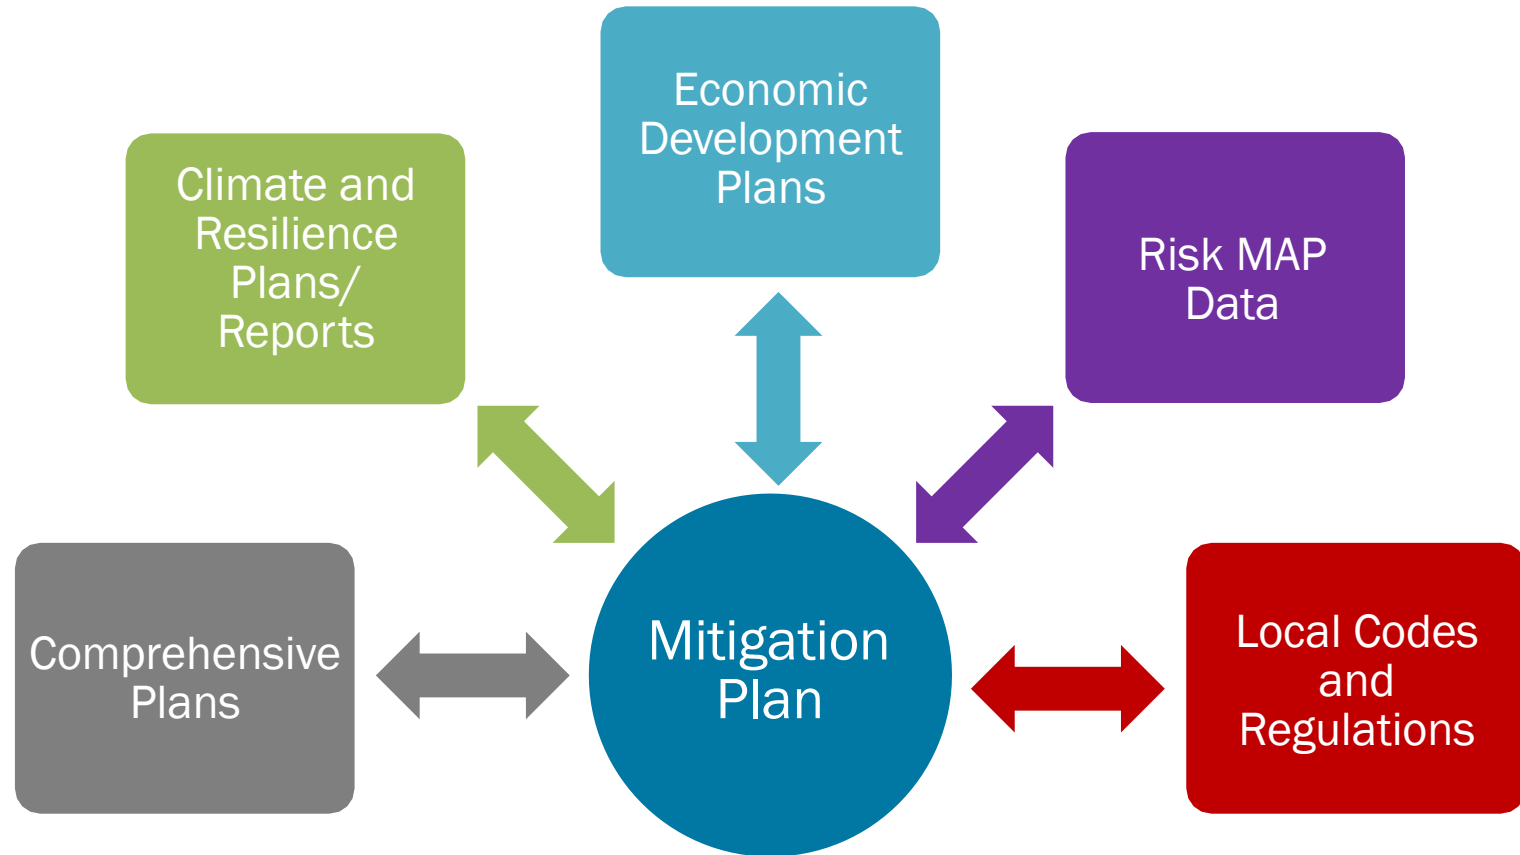 Economic
Development
Plans
Climate and
Resilience
Plans/
Reports
Risk MAP
Data
Comprehensive
Plans
Mitigation
Plan
Local Codes
and
Regulations